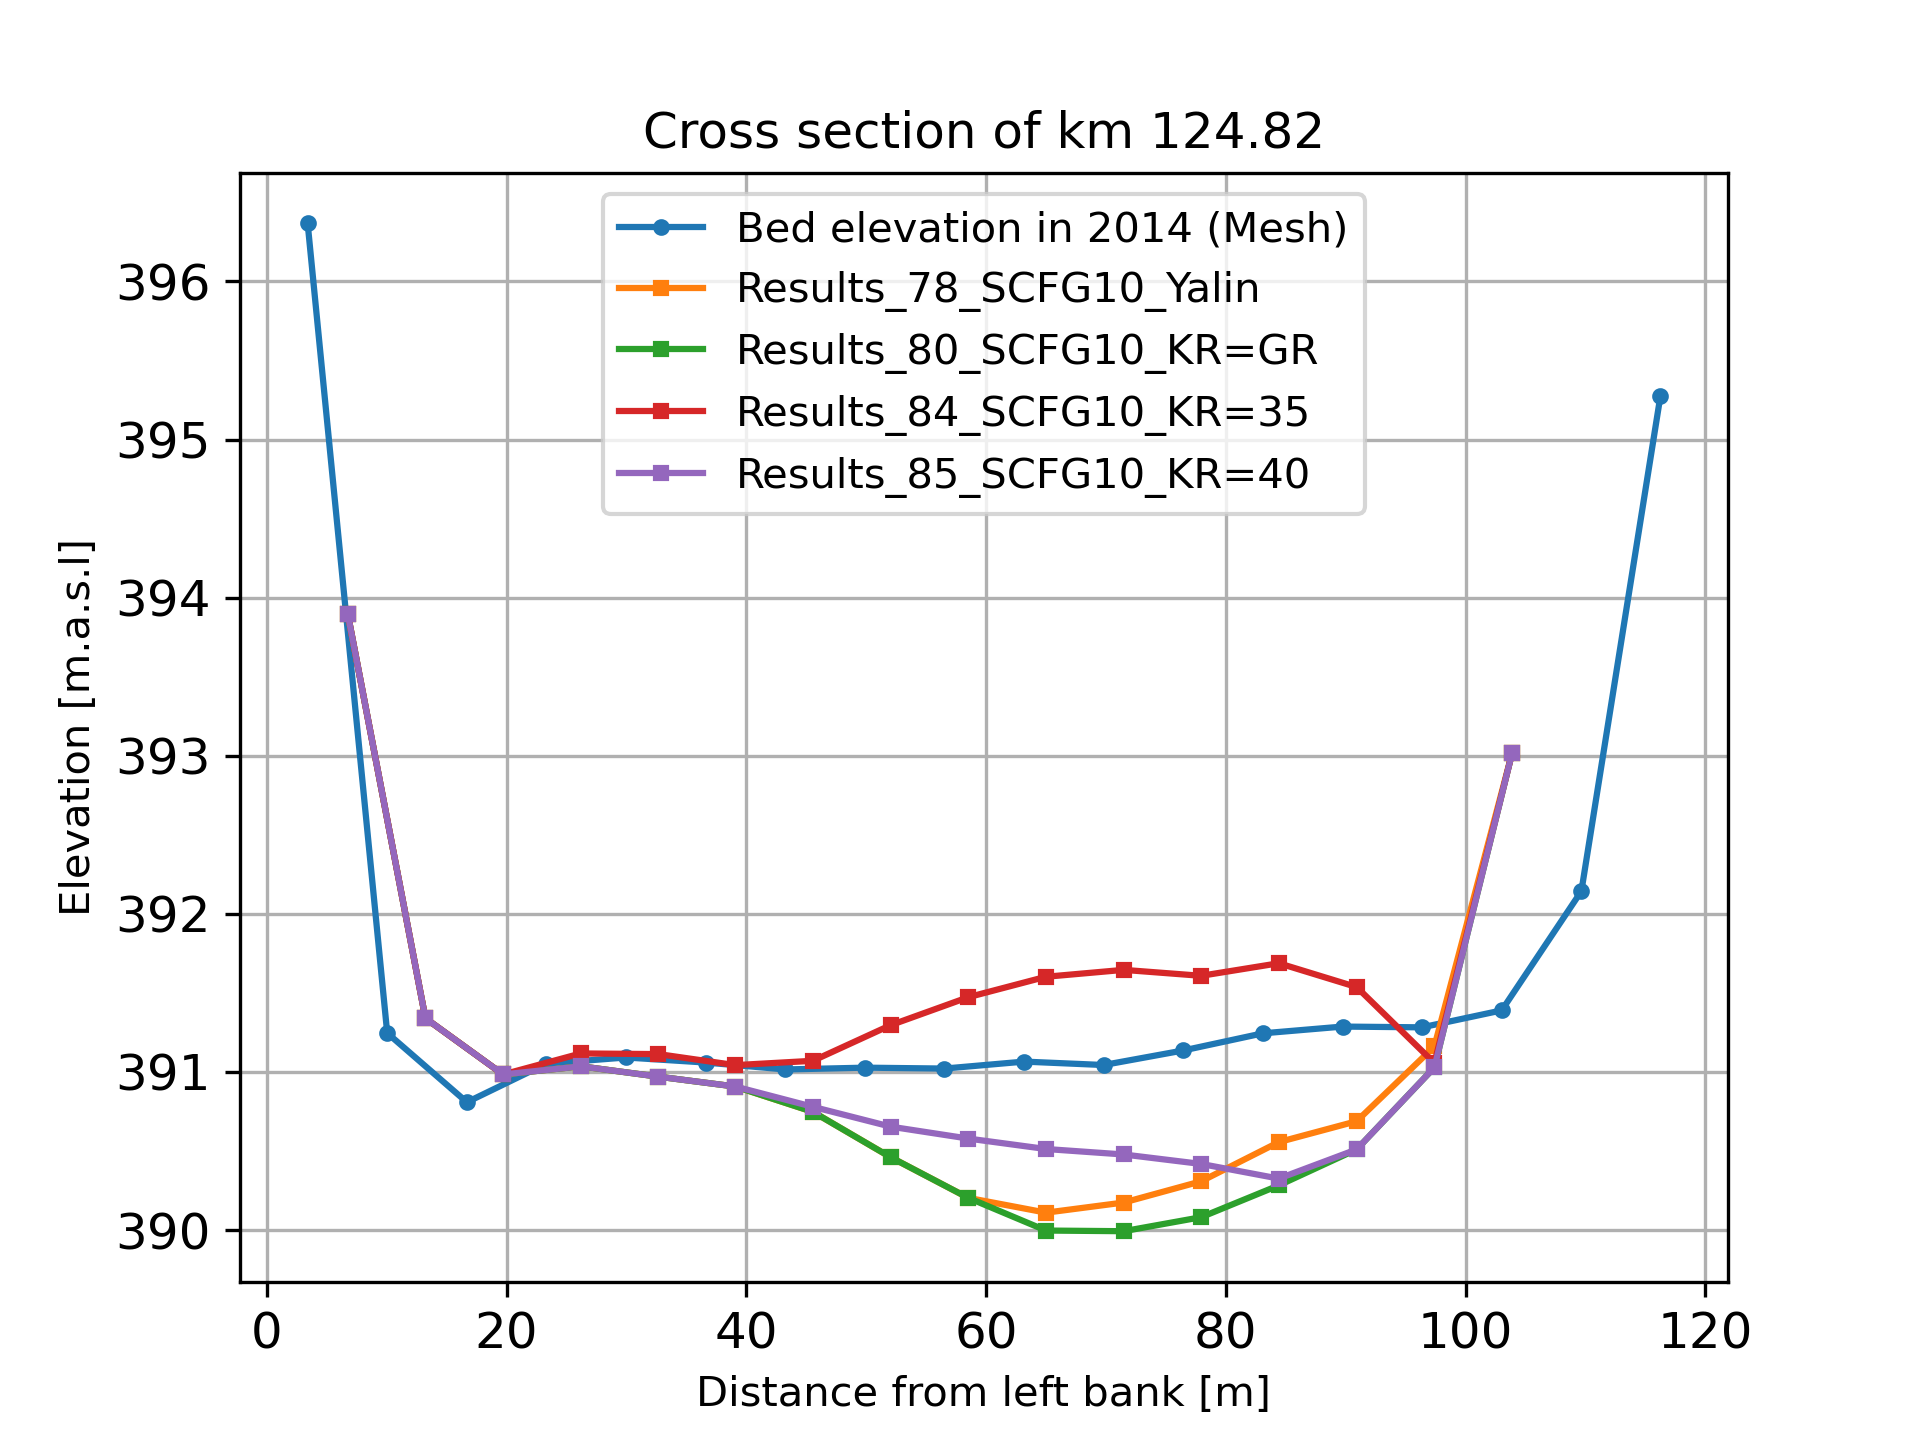 Cross section of km 124.82
Bed elevation in 2014 (Mesh)
Results_78_SCFG10_Yalin
Results_80_SCFG10_KR=GR
Results_84_SCFG10_KR=35
Results_85_SCFG10_KR=40
396
395
394
393
392
391
390
Elevation [m.a.s.l]
0 20 40 60 80 100 120
Distance from left bank [m]